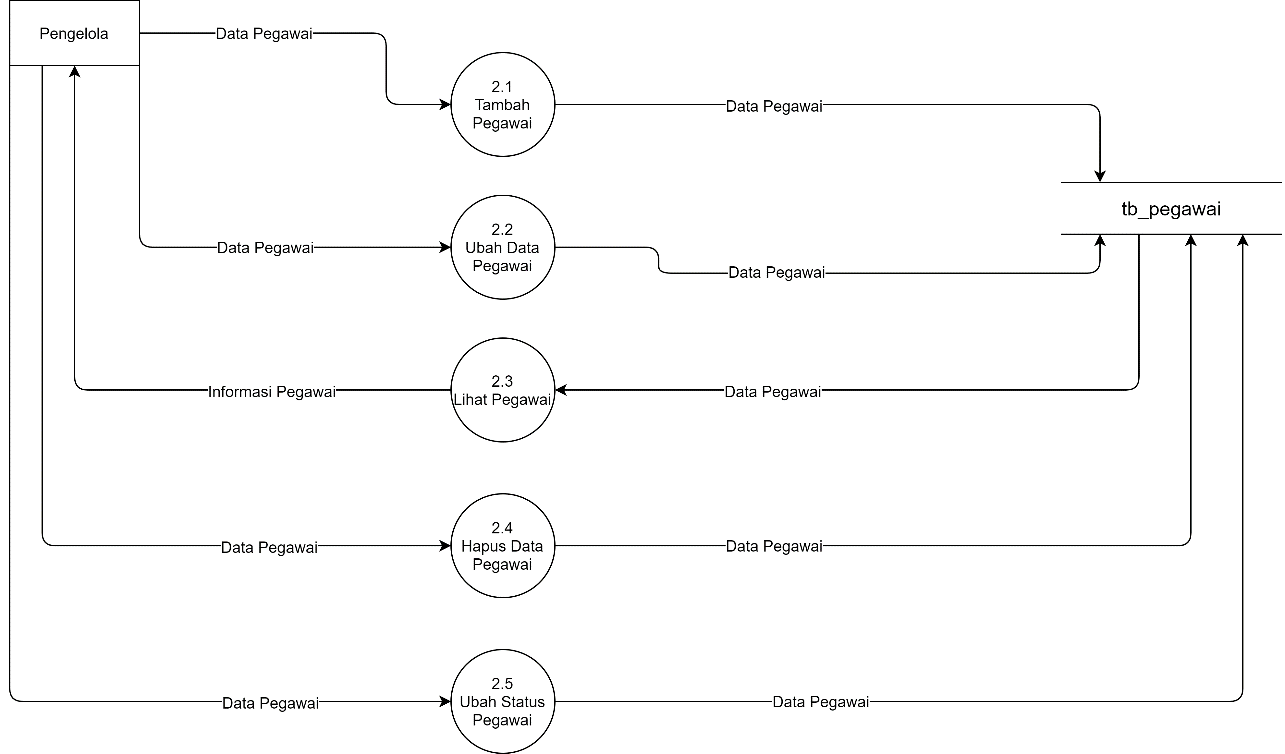 Pengelola
Data Pegawai
2.1
Tambah
Pegawai
Data Pegawai
tb_pegawai
Data Pegawai
2.2
Ubah Data
Pegawai
Data Pegawai
Informasi Pegawai
2.3
Lihat Pegawai
Data Pegawai
Data Pegawai
2.4
Hapus Data
Pegawai
Data Pegawai
Data Pegawai
2.5
Ubah Status
Pegawai
Data Pegawai